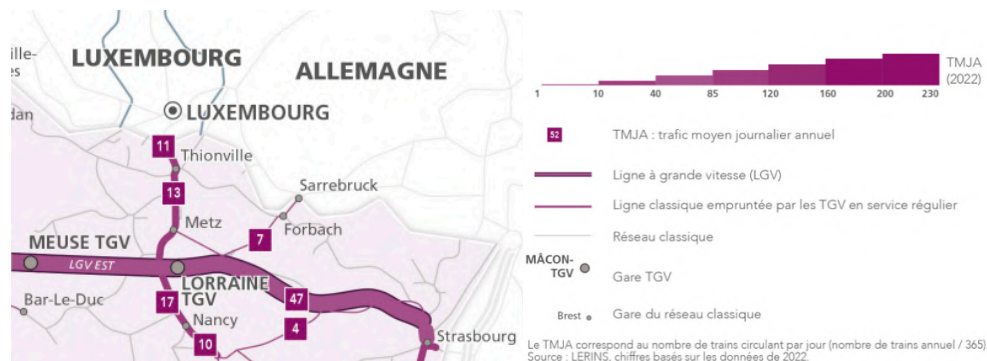 ille-
es
LUXEMBOURG
ALLEMAGNE
dan
LUXEMBOURG
11
Thionville
13
Sarrebruck
Metz
Forbach
7
MEUSE TGV
LGV EST
LORRAINE
TGV
Bar-Le-Duc
17
47
Nancy
4
10
Strasbourg
TMJA
(2022)
1 10 40 85 120 160 200 230
52 TMJA : trafic moyen journalier annuel
Ligne à grande vitesse (LGV)
Ligne classique empruntée par les TGV en service régulier
Réseau classique
MÂCON-
TGV
Gare TGV
Brest Gare du réseau classique
Le TMJA correspond au nombre de trains circulant par jour (nombre de trains annuel / 365)
Source : LERINS, chiffres basés sur les données de 2022.